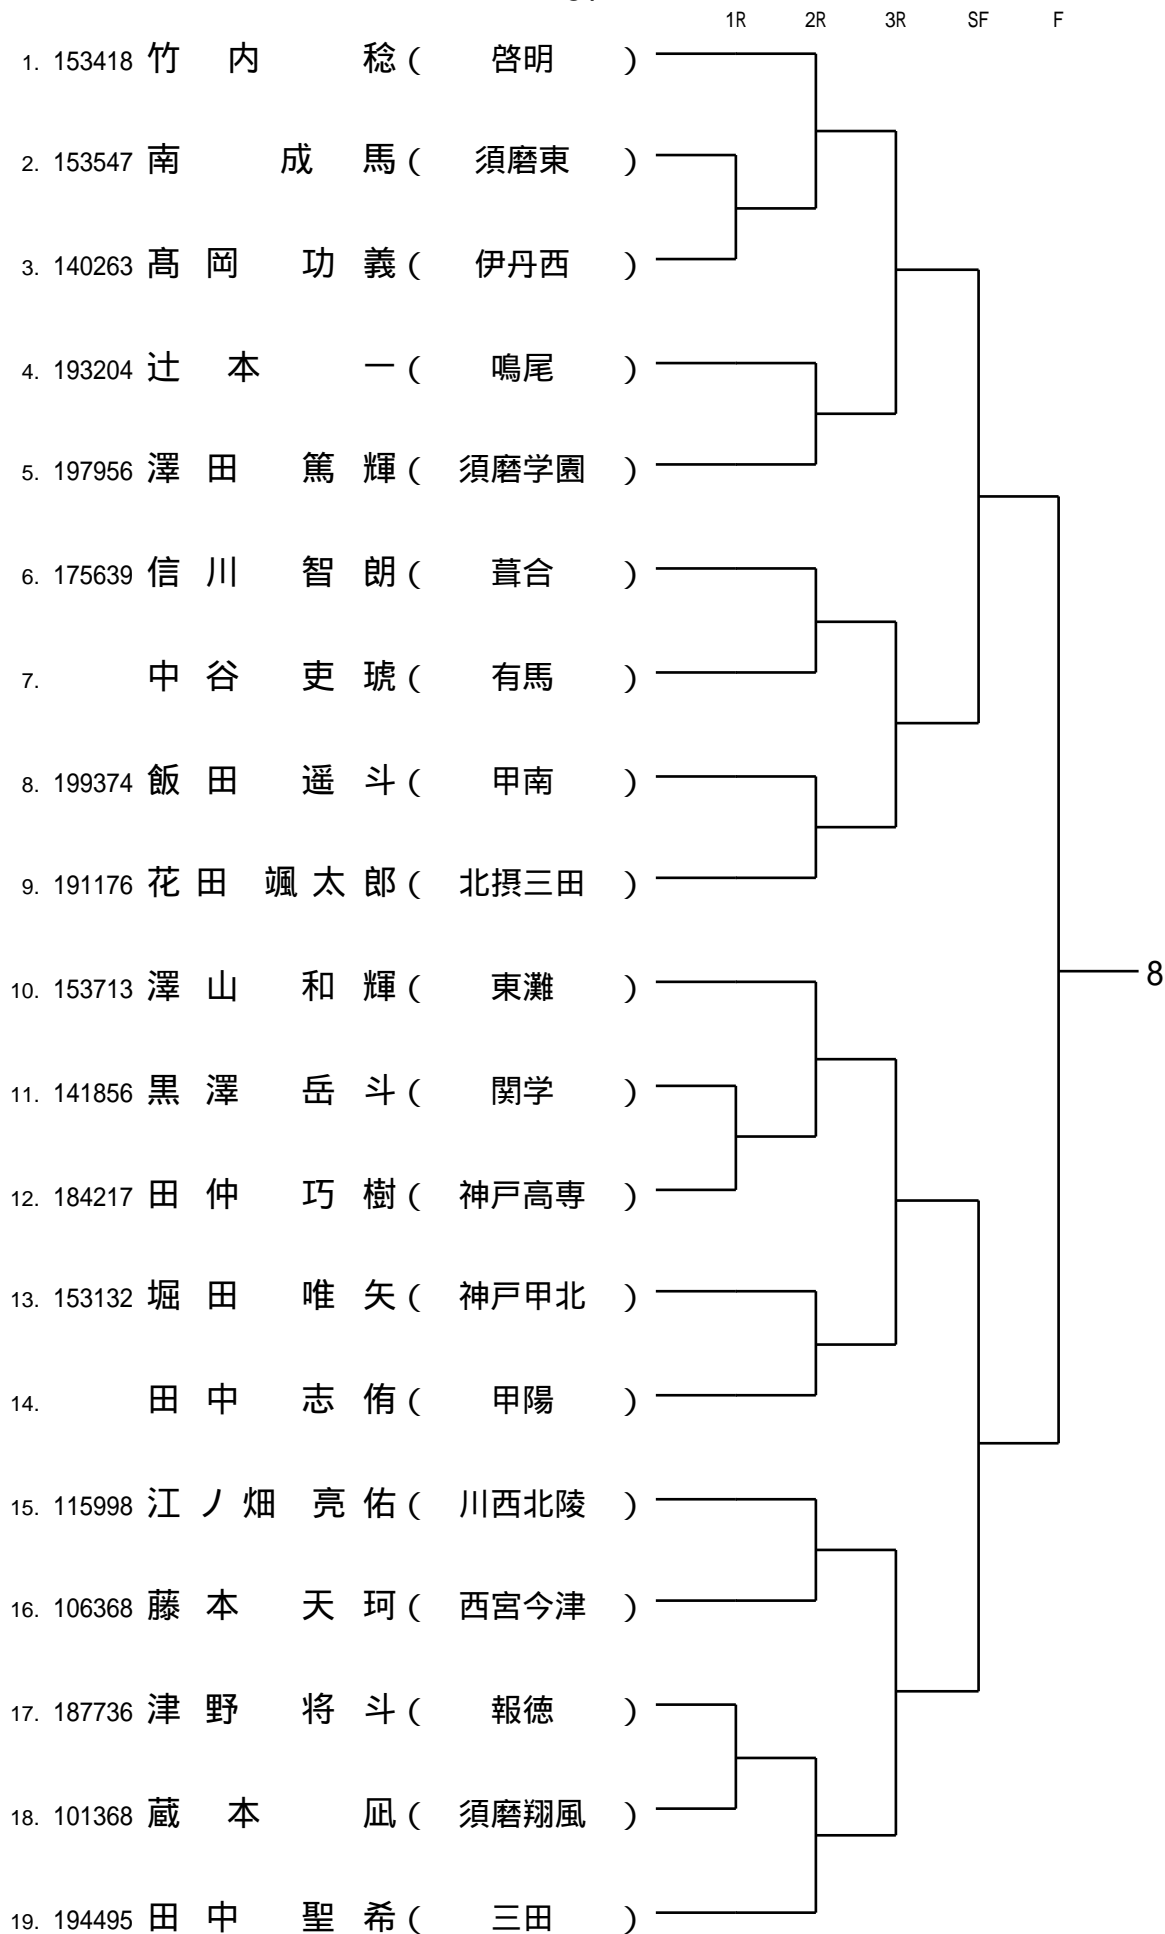 1R 2R 3R SF F
1. 153418 竹 内 稔 ( 啓明 )
2. 153547 南 成 馬 ( 須磨東 )
3. 140263 髙 岡 功 義 ( 伊丹西 )
4. 193204 辻 本 一 ( 鳴尾 )
5. 197956 澤 田 篤 輝 ( 須磨学園 )
6. 175639 信 川 智 朗 ( 葺合 )
7. 中 谷 吏 琥 ( 有馬 )
8. 199374 飯 田 遥 斗 ( 甲南 )
9. 191176 花 田 颯 太 郎 ( 北摂三田 )
10. 153713 澤 山 和 輝 ( 東灘 )
8
11. 141856 黒 澤 岳 斗 ( 関学 )
12. 184217 田 仲 巧 樹 ( 神戸高専 )
13. 153132 堀 田 唯 矢 ( 神戸甲北 )
14. 田 中 志 侑 ( 甲陽 )
15. 115998 江 ノ 畑 亮 佑 ( 川西北陵 )
16. 106368 藤 本 天 珂 ( 西宮今津 )
17. 187736 津 野 将 斗 ( 報徳 )
18. 101368 蔵 本 凪 ( 須磨翔風 )
19. 194495 田 中 聖 希 ( 三田 )